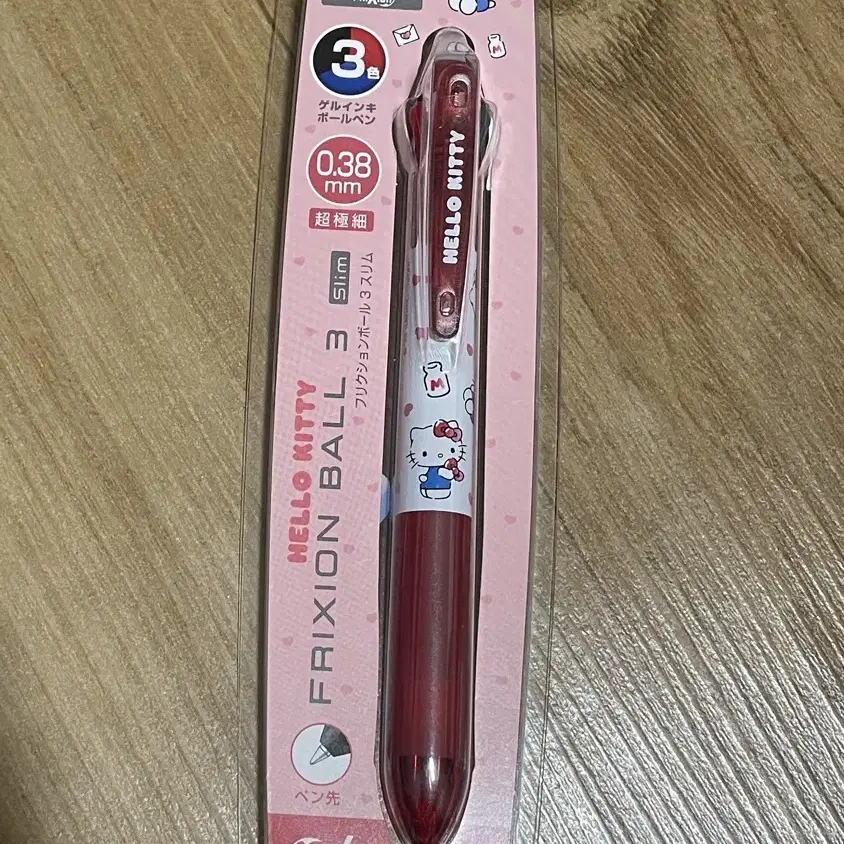 3色
ゲルインキ
ボールペン
0.38
mm
超極細
HELLO KITTY
FRIXION BALL 3 Slim
フリクションボール3スリム
HELLO KITTY
M
M
ペン先